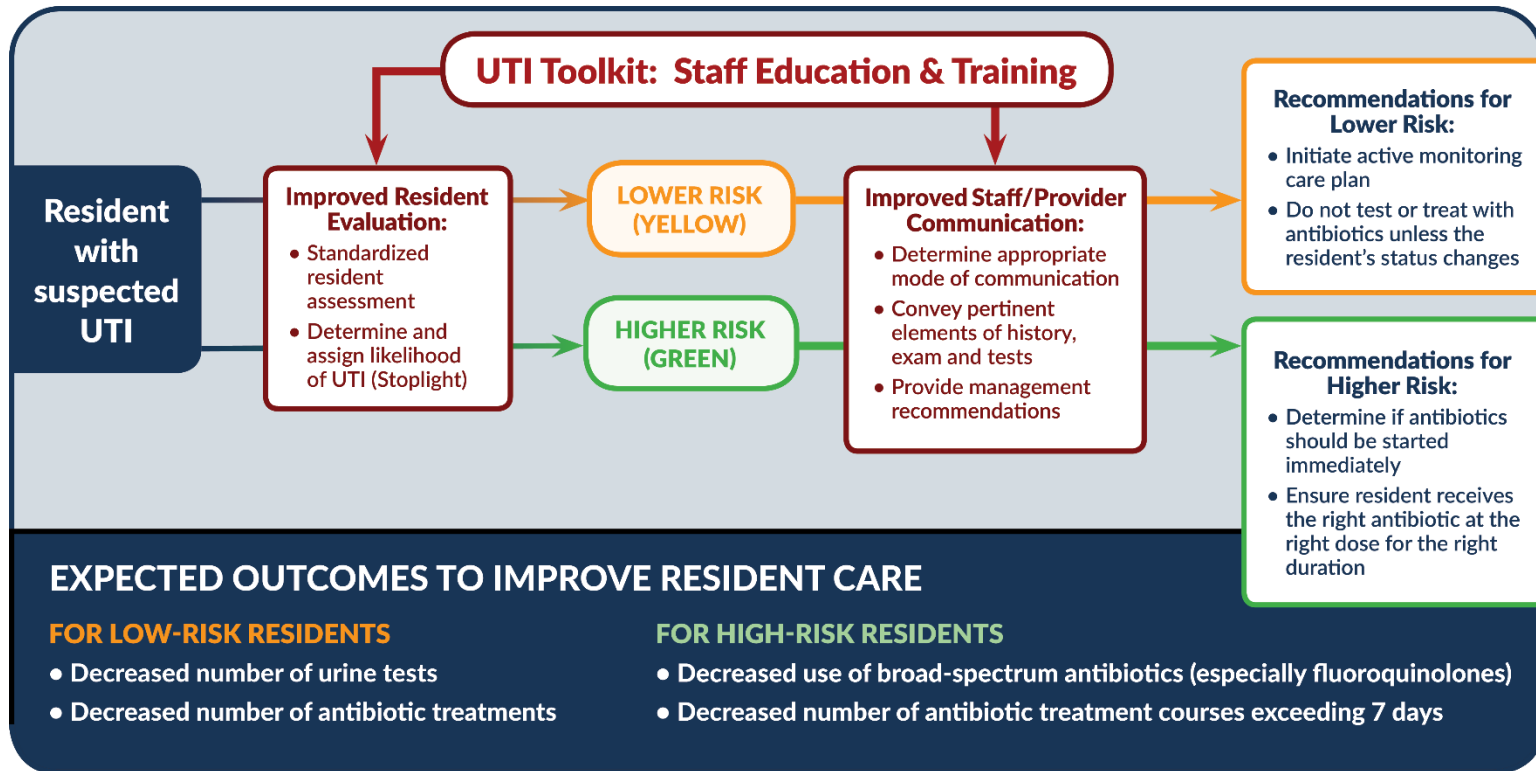 UTI Toolkit: Staff Education & Training
Resident
with
suspected
UTI
Improved Resident
Evaluation:
• Standardized
resident
assessment
• Determine and
assign likelihood
of UTI (Stoplight)
LOWER RISK
(YELLOW)
HIGHER RISK
(GREEN)
Improved Staff/Provider
Communication:
• Determine appropriate
mode of communication
• Convey pertinent
elements of history,
exam and tests
• Provide management
recommendations
Recommendations for
Lower Risk:
• Initiate active monitoring
care plan
• Do not test or treat with
antibiotics unless the
resident’s status changes
Recommendations for
Higher Risk:
• Determine if antibiotics
should be started
immediately
• Ensure resident receives
the right antibiotic at the
right dose for the right
duration
EXPECTED OUTCOMES TO IMPROVE RESIDENT CARE
FOR LOW-RISK RESIDENTS
• Decreased number of urine tests
• Decreased number of antibiotic treatments
FOR HIGH-RISK RESIDENTS
• Decreased use of broad-spectrum antibiotics (especially fluoroquinolones)
• Decreased number of antibiotic treatment courses exceeding 7 days